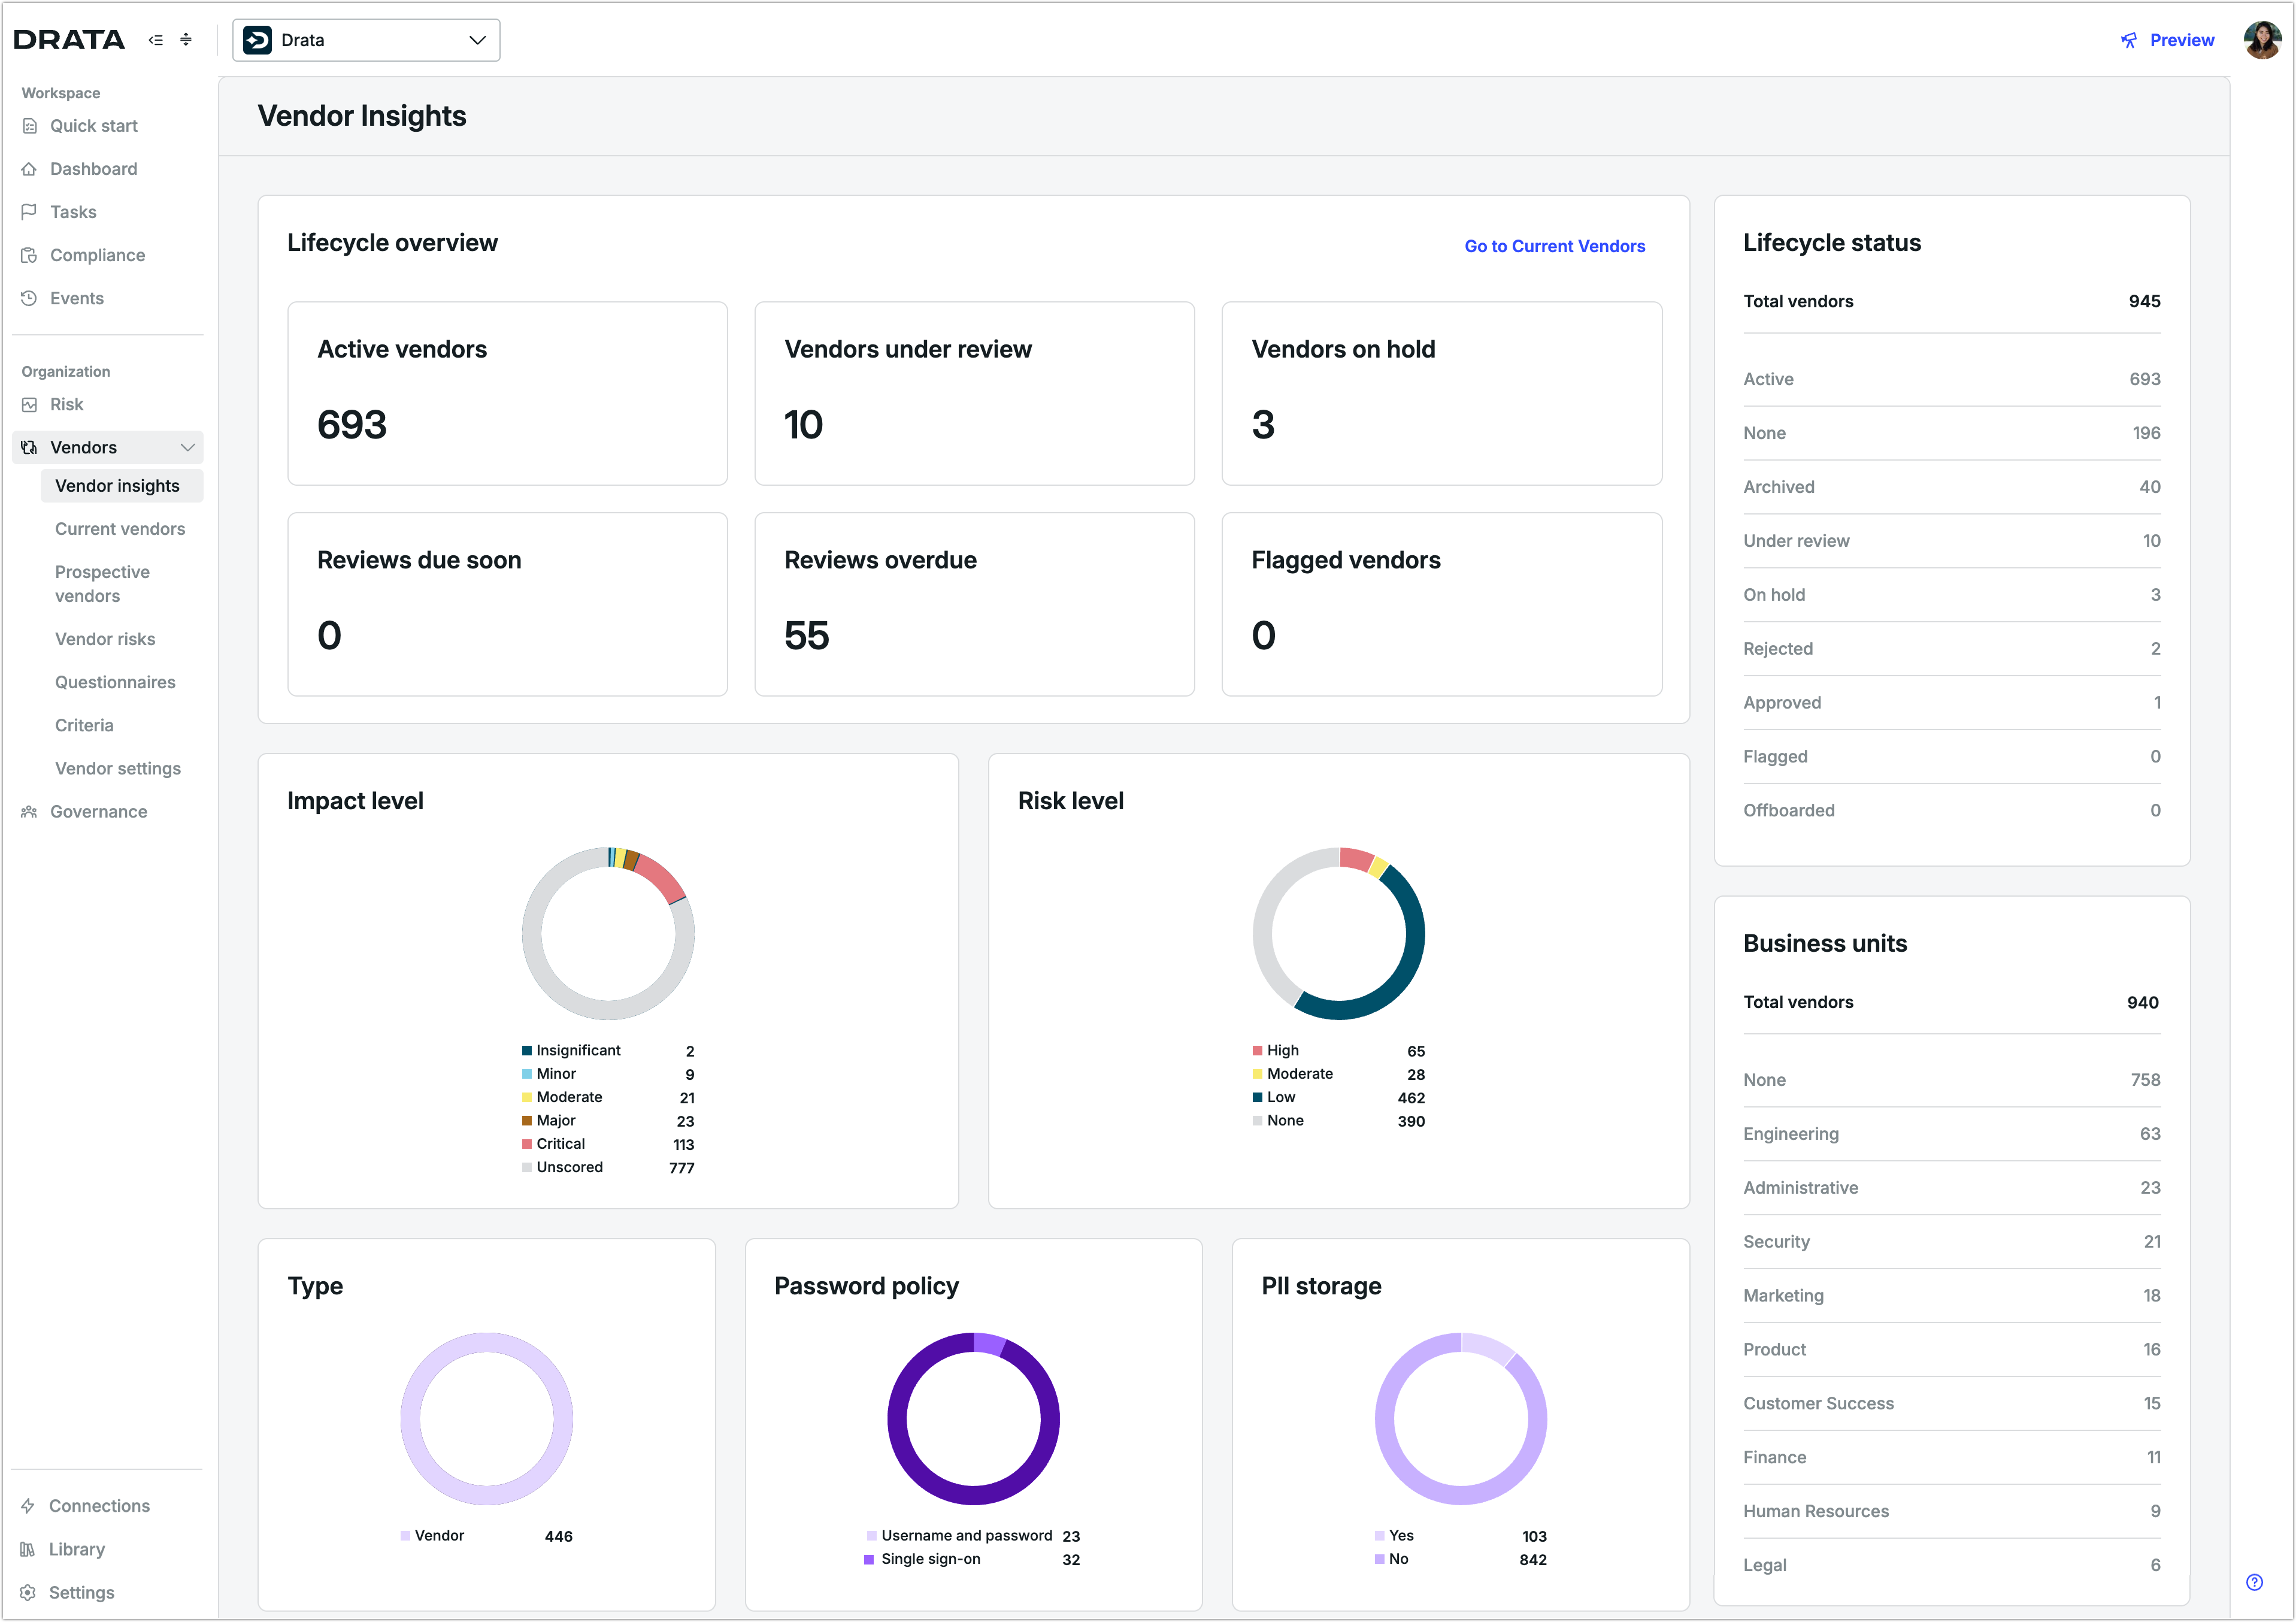 DRATA
Drata
Preview
Workspace
Quick start
Dashboard
Tasks
Compliance
Events
Organization
Risk
Vendors
Vendor insights
Current vendors
Prospective
vendors
Vendor risks
Questionnaires
Criteria
Vendor settings
Governance
Connections
Library
Settings
Vendor Insights
Lifecycle overview
Go to Current Vendors
Active vendors
693
Vendors under review
10
Vendors on hold
3
Reviews due soon
0
Reviews overdue
55
Flagged vendors
0
Impact level
Insignificant 2
Minor 9
Moderate 21
Major 23
Critical 113
Unscored 777
Risk level
High 65
Moderate 28
Low 462
None 390
Type
Vendor 446
Password policy
Username and password 23
Single sign-on 32
PII storage
Yes 103
No 842
Lifecycle status
Total vendors 945
Active 693
None 196
Archived 40
Under review 10
On hold 3
Rejected 2
Approved 1
Flagged 0
Offboarded 0
Business units
Total vendors 940
None 758
Engineering 63
Administrative 23
Security 21
Marketing 18
Product 16
Customer Success 15
Finance 11
Human Resources 9
Legal 6